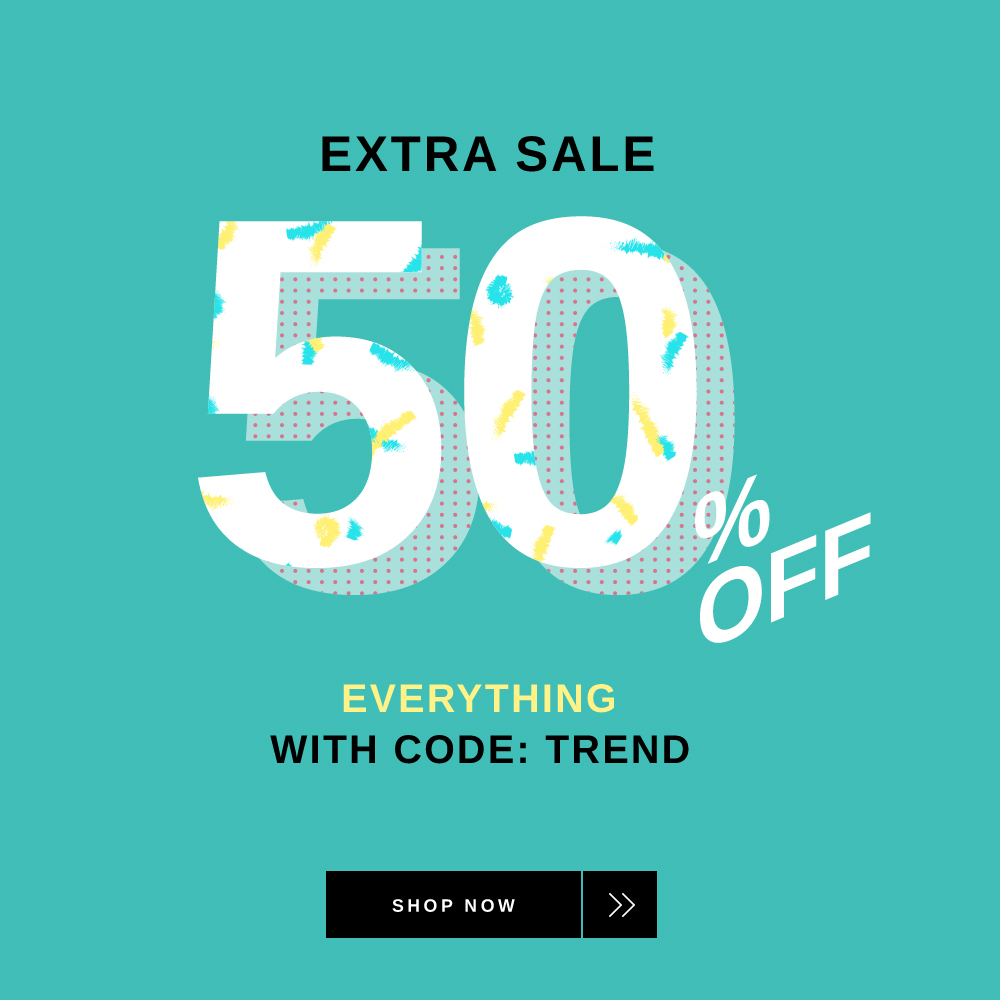 EXTRA SALE
50
%
OFF
EVERYTHING
WITH CODE: TREND
SHOP NOW